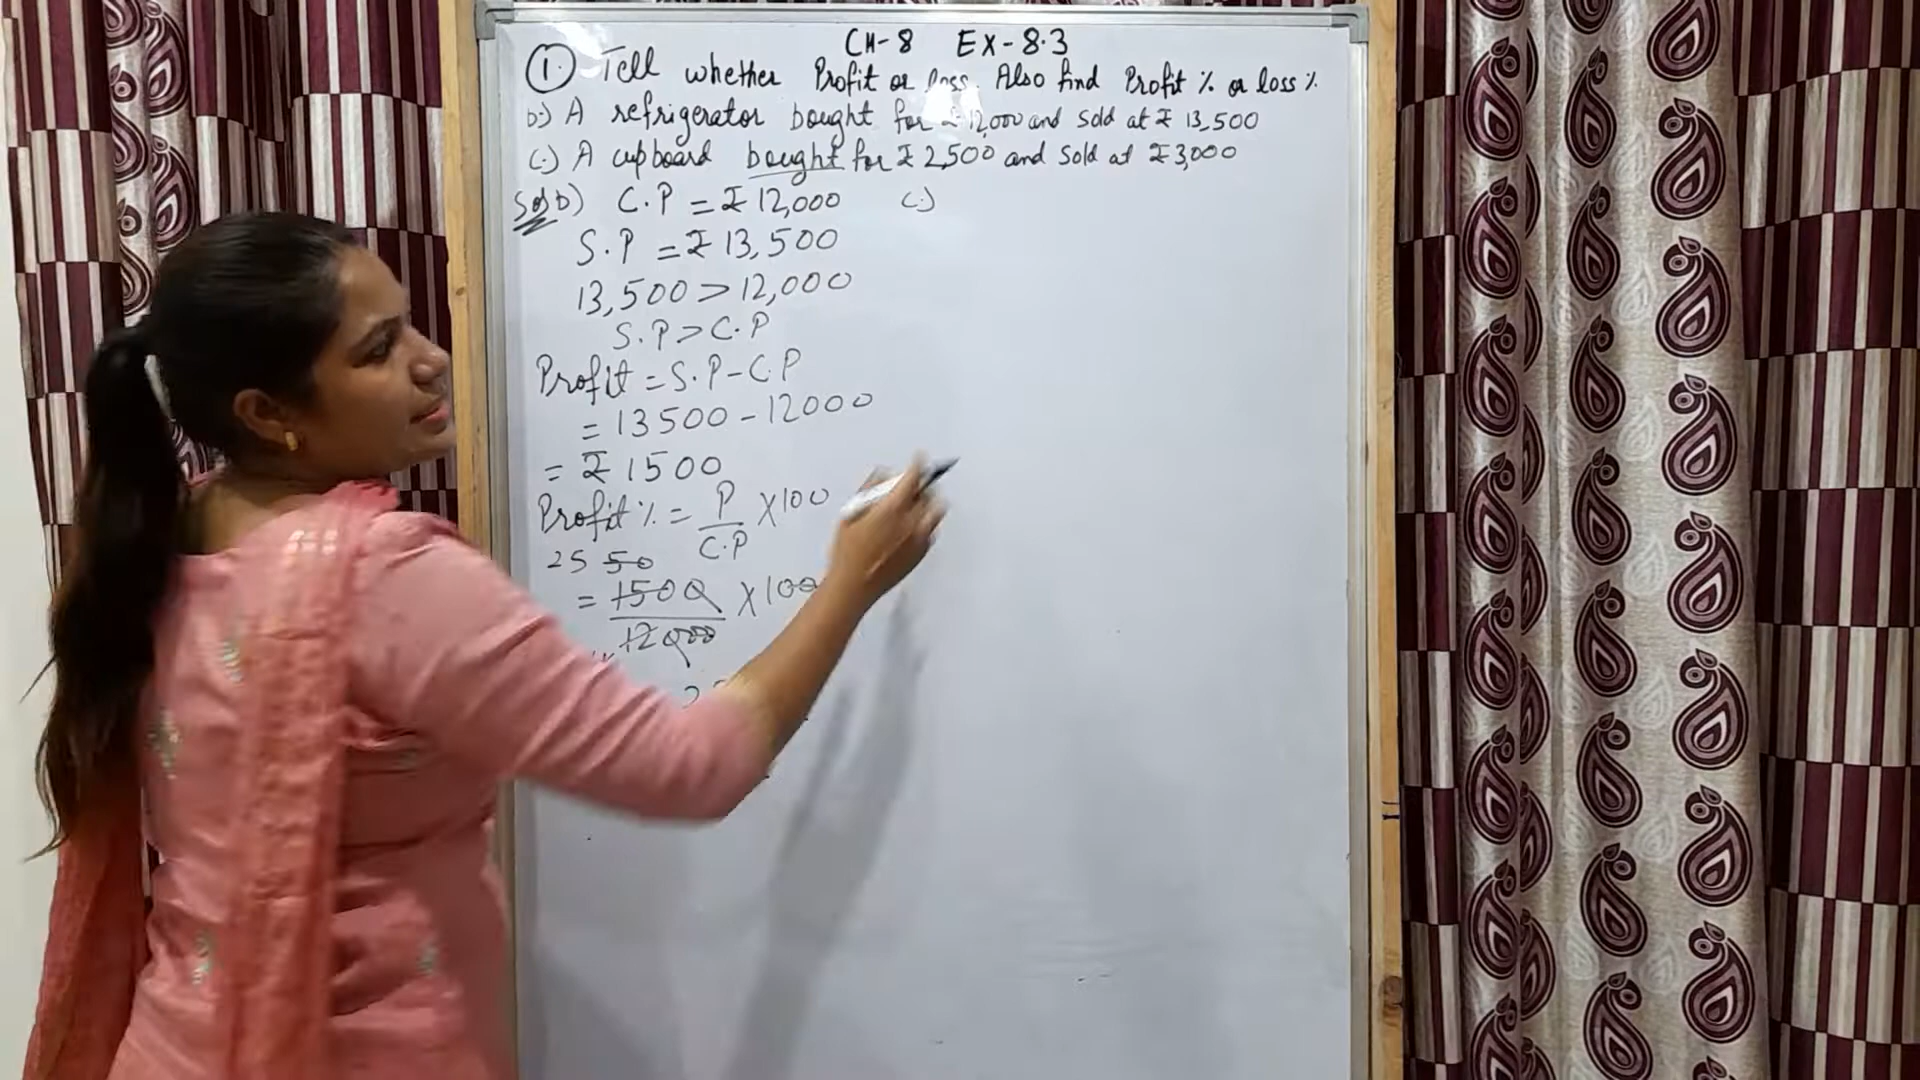 CH-8 EX-8.3
1. Tell whether Profit or loss. Also find Profit % or loss %.
b.) A refrigerator bought for ₹ 12,000 and Sold at ₹ 13,500
C.) A cupboard bought for ₹ 2,500 and Sold at ₹ 3,000
Sol b) C.P = ₹ 12,000
C.)
S.P = ₹ 13,500
13,500 > 12,000
S.P > C.P
Profit = S.P - C.P
= 13500 - 12000
= ₹ 1500
Profit % = P/C.P X100
25 50
= 1500/12000 X100